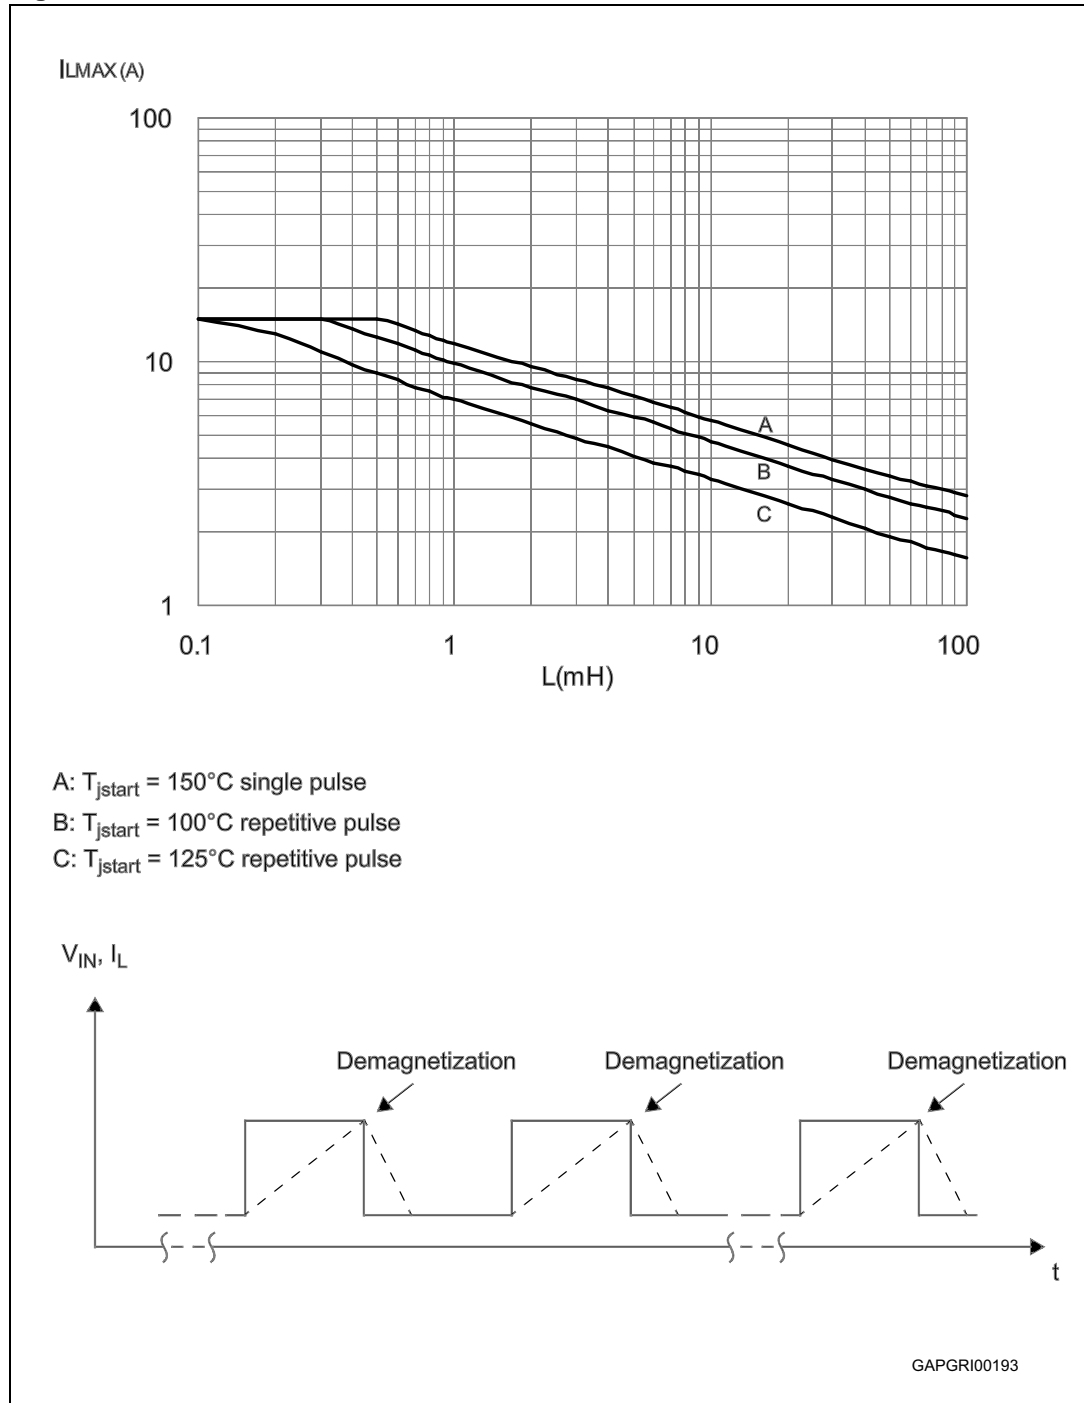 ILMAX (A)
100
10
1
A
B
C
0.1 1 10 100
L(mH)
A: Tjstart = 150°C single pulse
B: Tjstart = 100°C repetitive pulse
C: Tjstart = 125°C repetitive pulse
VIN, IL
Demagnetization Demagnetization Demagnetization
t
GAPGRI00193